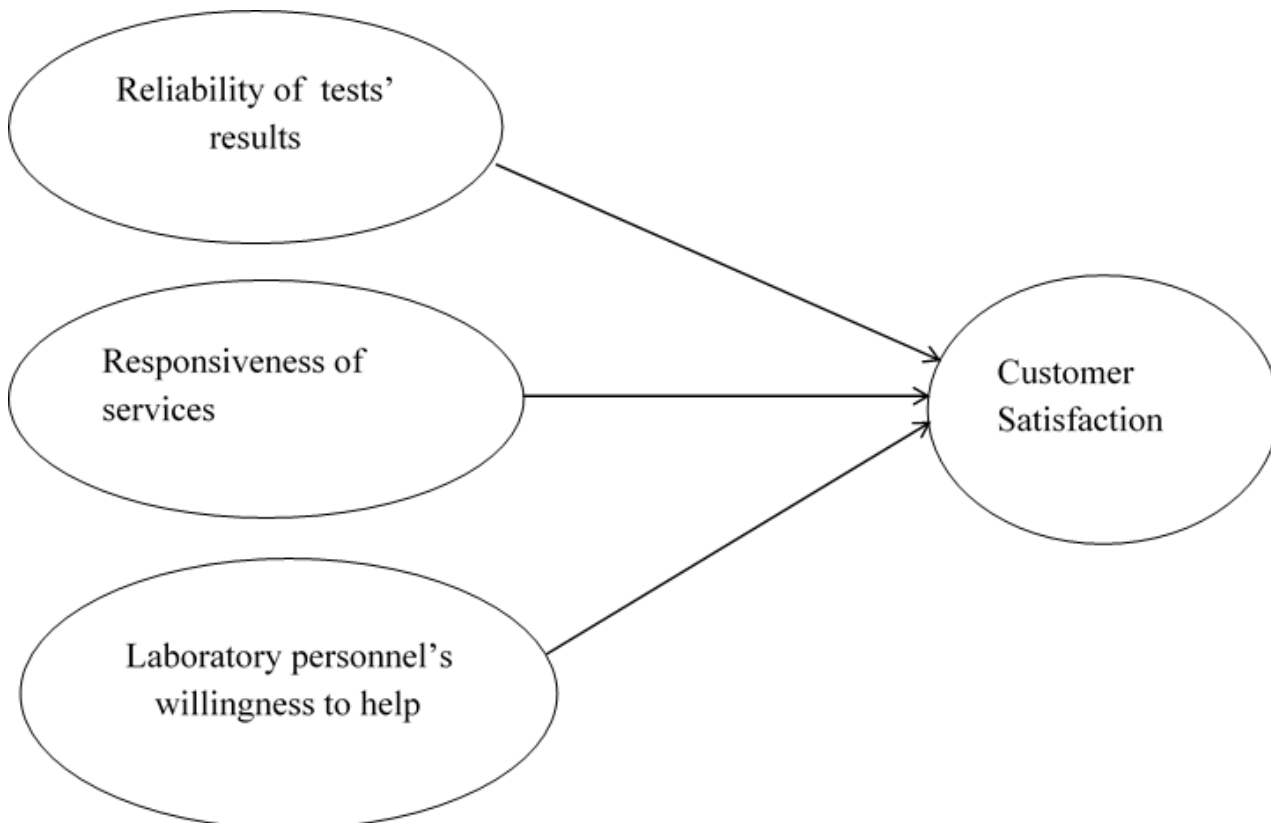 Reliability of tests’
results
Responsiveness of
services
Customer
Satisfaction
Laboratory personnel’s
willingness to help